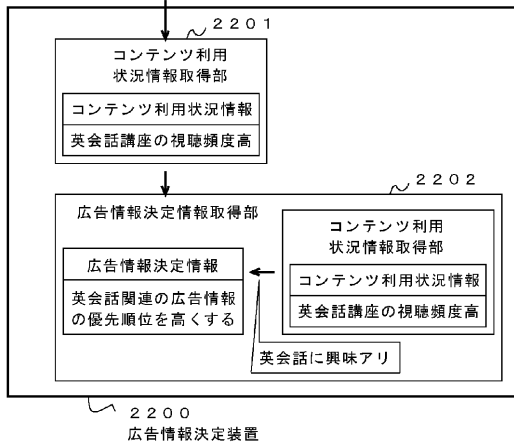 ２２０１
コンテンツ利用
状況情報取得部
コンテンツ利用状況情報
英会話講座の視聴頻度高
２２０２
広告情報決定情報取得部
コンテンツ利用
状況情報取得部
広告情報決定情報
コンテンツ利用状況情報
英会話関連の広告情報
の優先順位を高くする
英会話講座の視聴頻度高
英会話に興味アリ
２２００
広告情報決定装置